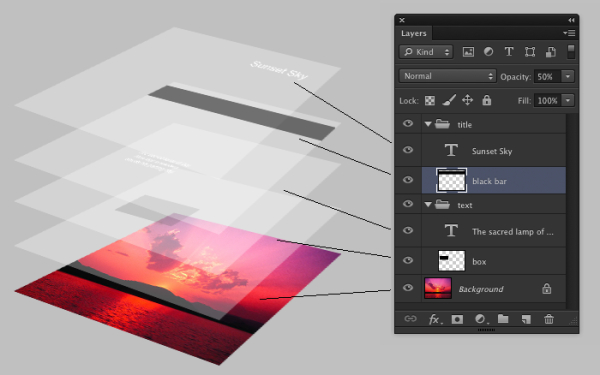 Sunset Sky
Layers
Kind
T
Normal
Opacity: 50%
Lock:
Fill: 100%
title
T Sunset Sky
black bar
text
T The sacred lamp of ...
box
Background
fx